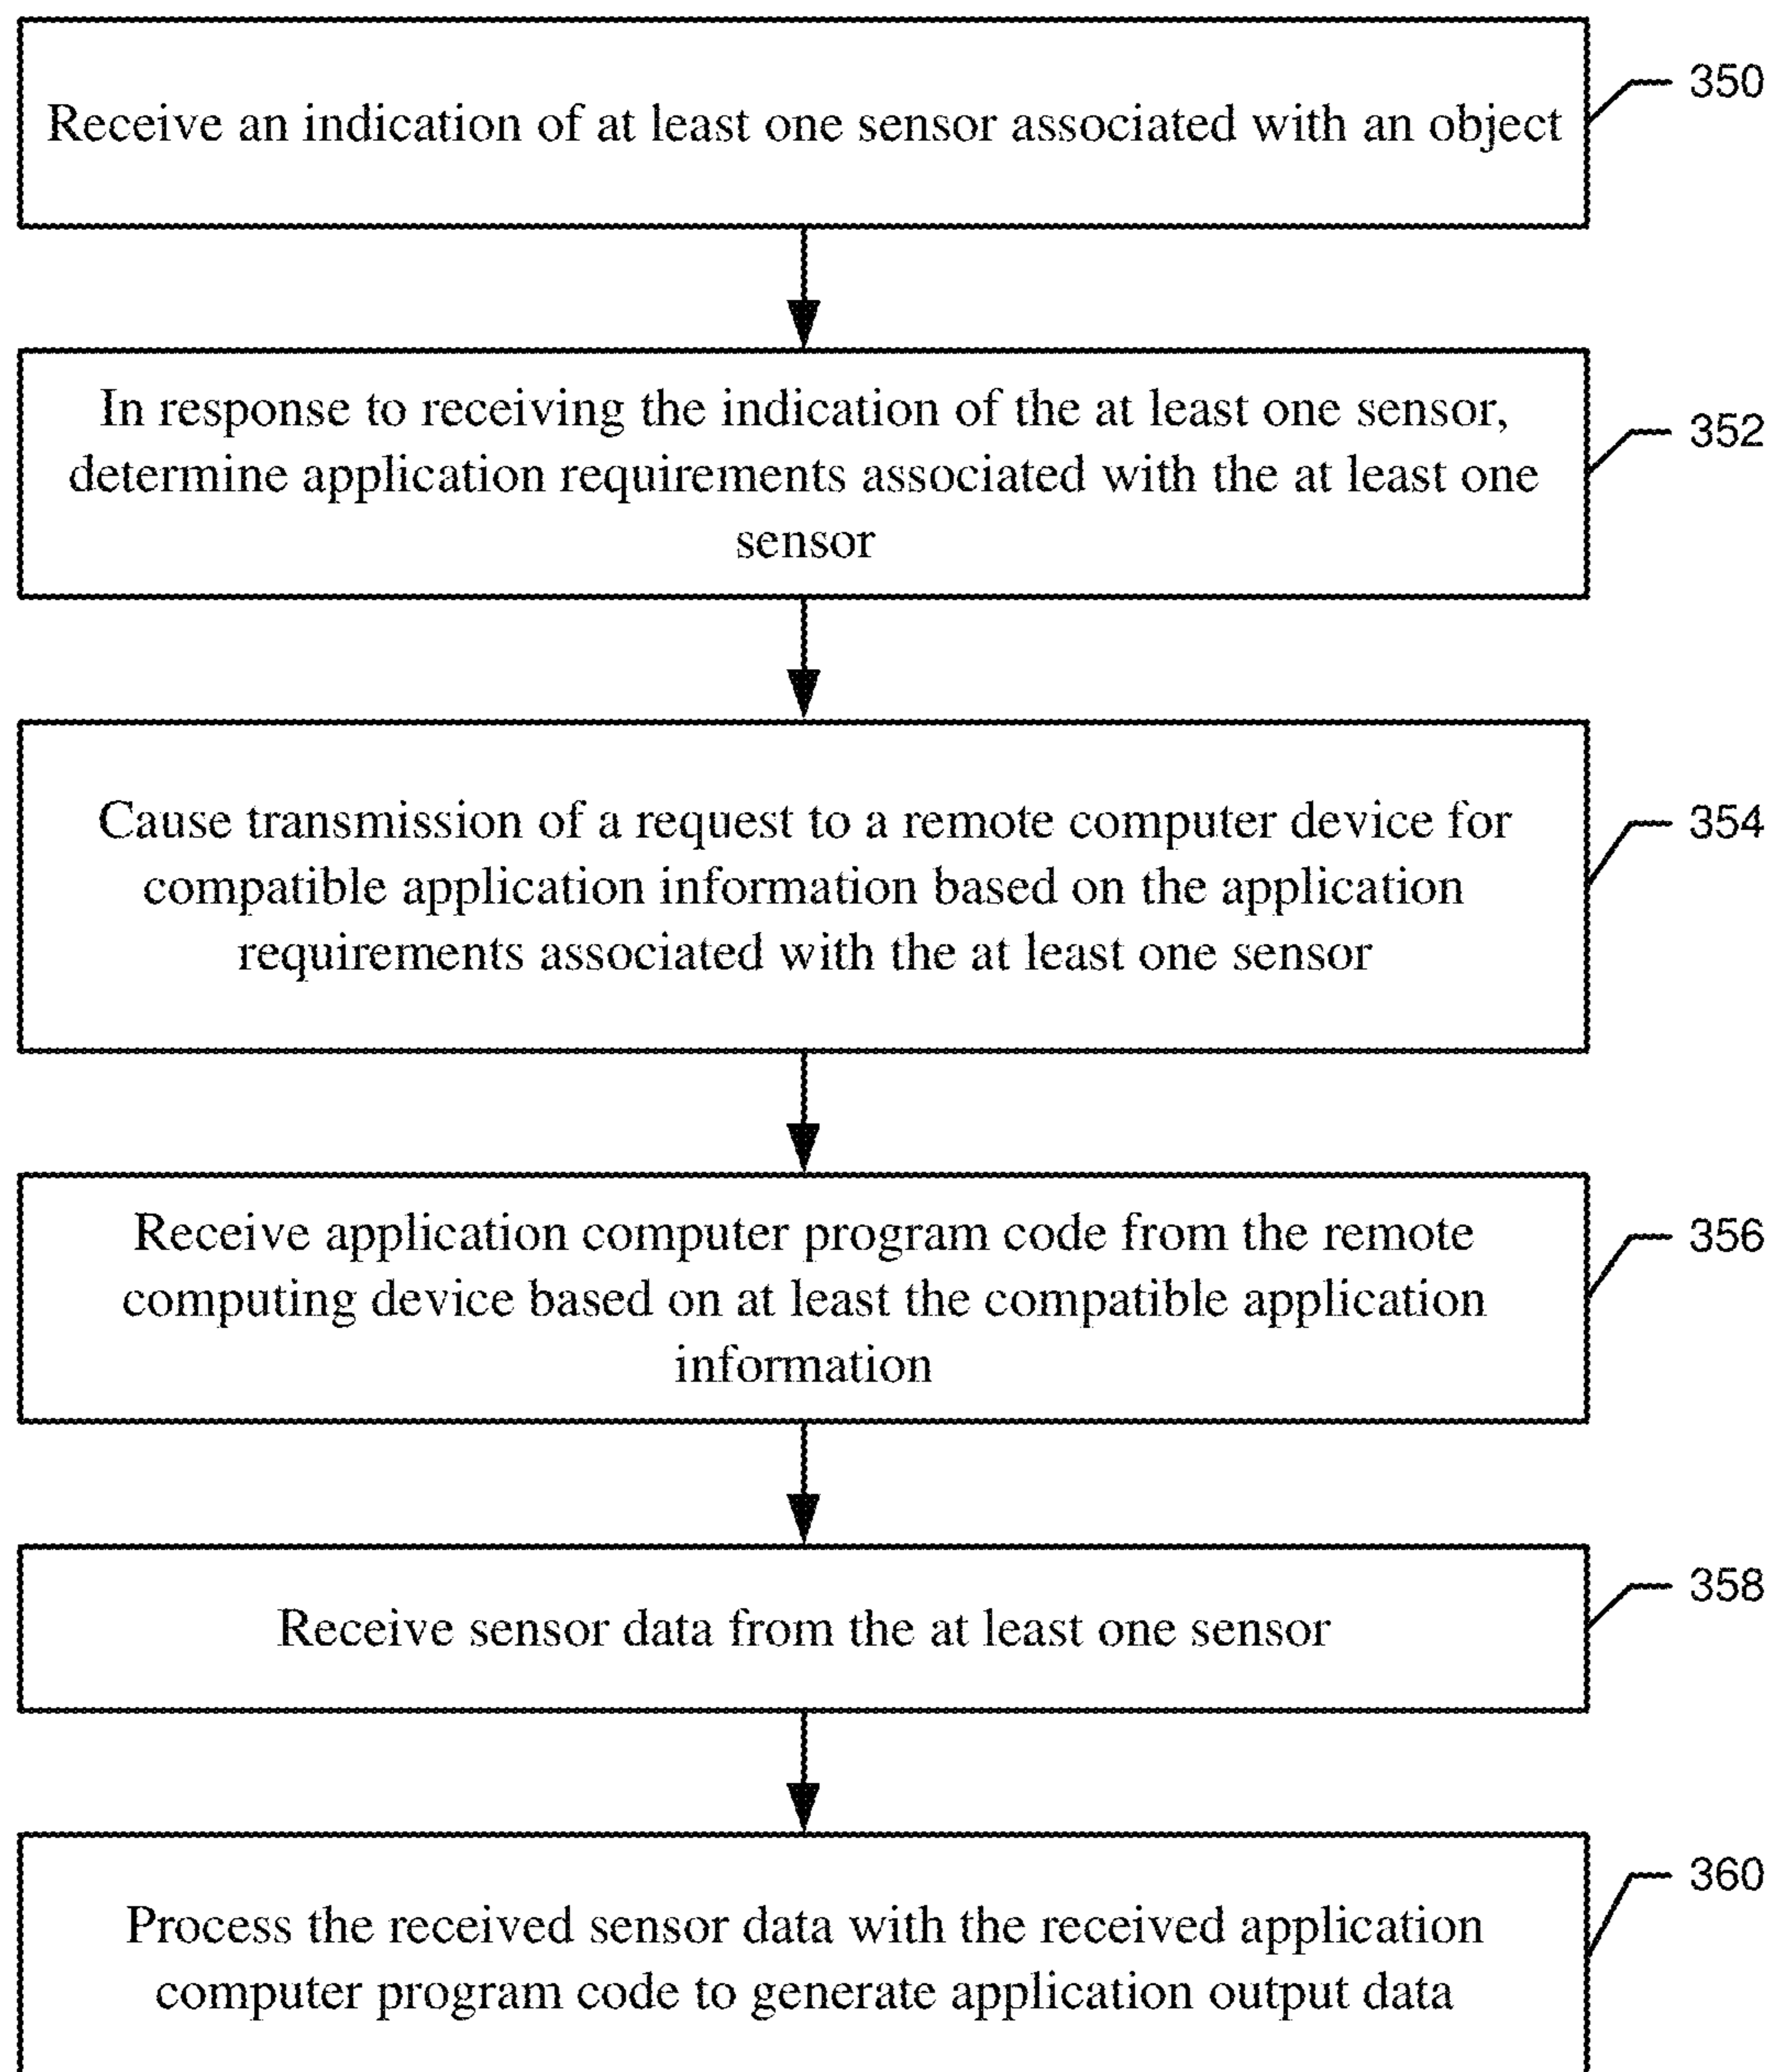 Receive an indication of at least one sensor associated with an object
350
In response to receiving the indication of the at least one sensor,
determine application requirements associated with the at least one
sensor
352
Cause transmission of a request to a remote computer device for
compatible application information based on the application
requirements associated with the at least one sensor
354
Receive application computer program code from the remote
computing device based on at least the compatible application
information
356
Receive sensor data from the at least one sensor
358
Process the received sensor data with the received application
computer program code to generate application output data
360